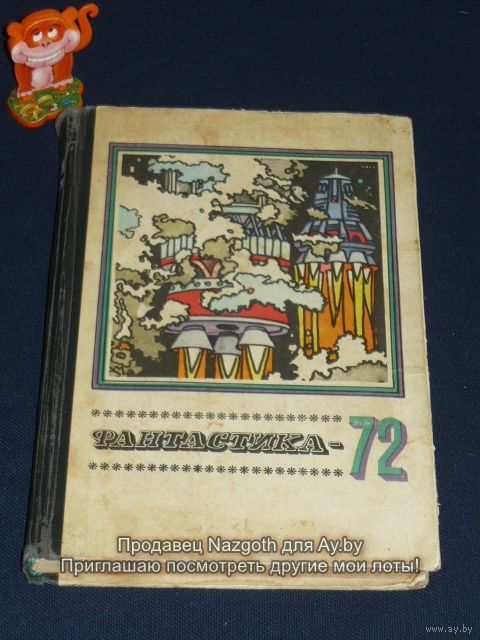 ФАНТАСТИКА-72
Продавец Nazgoth для Ay.by
Приглашаю посмотреть другие мои лоты!
www.ay.by